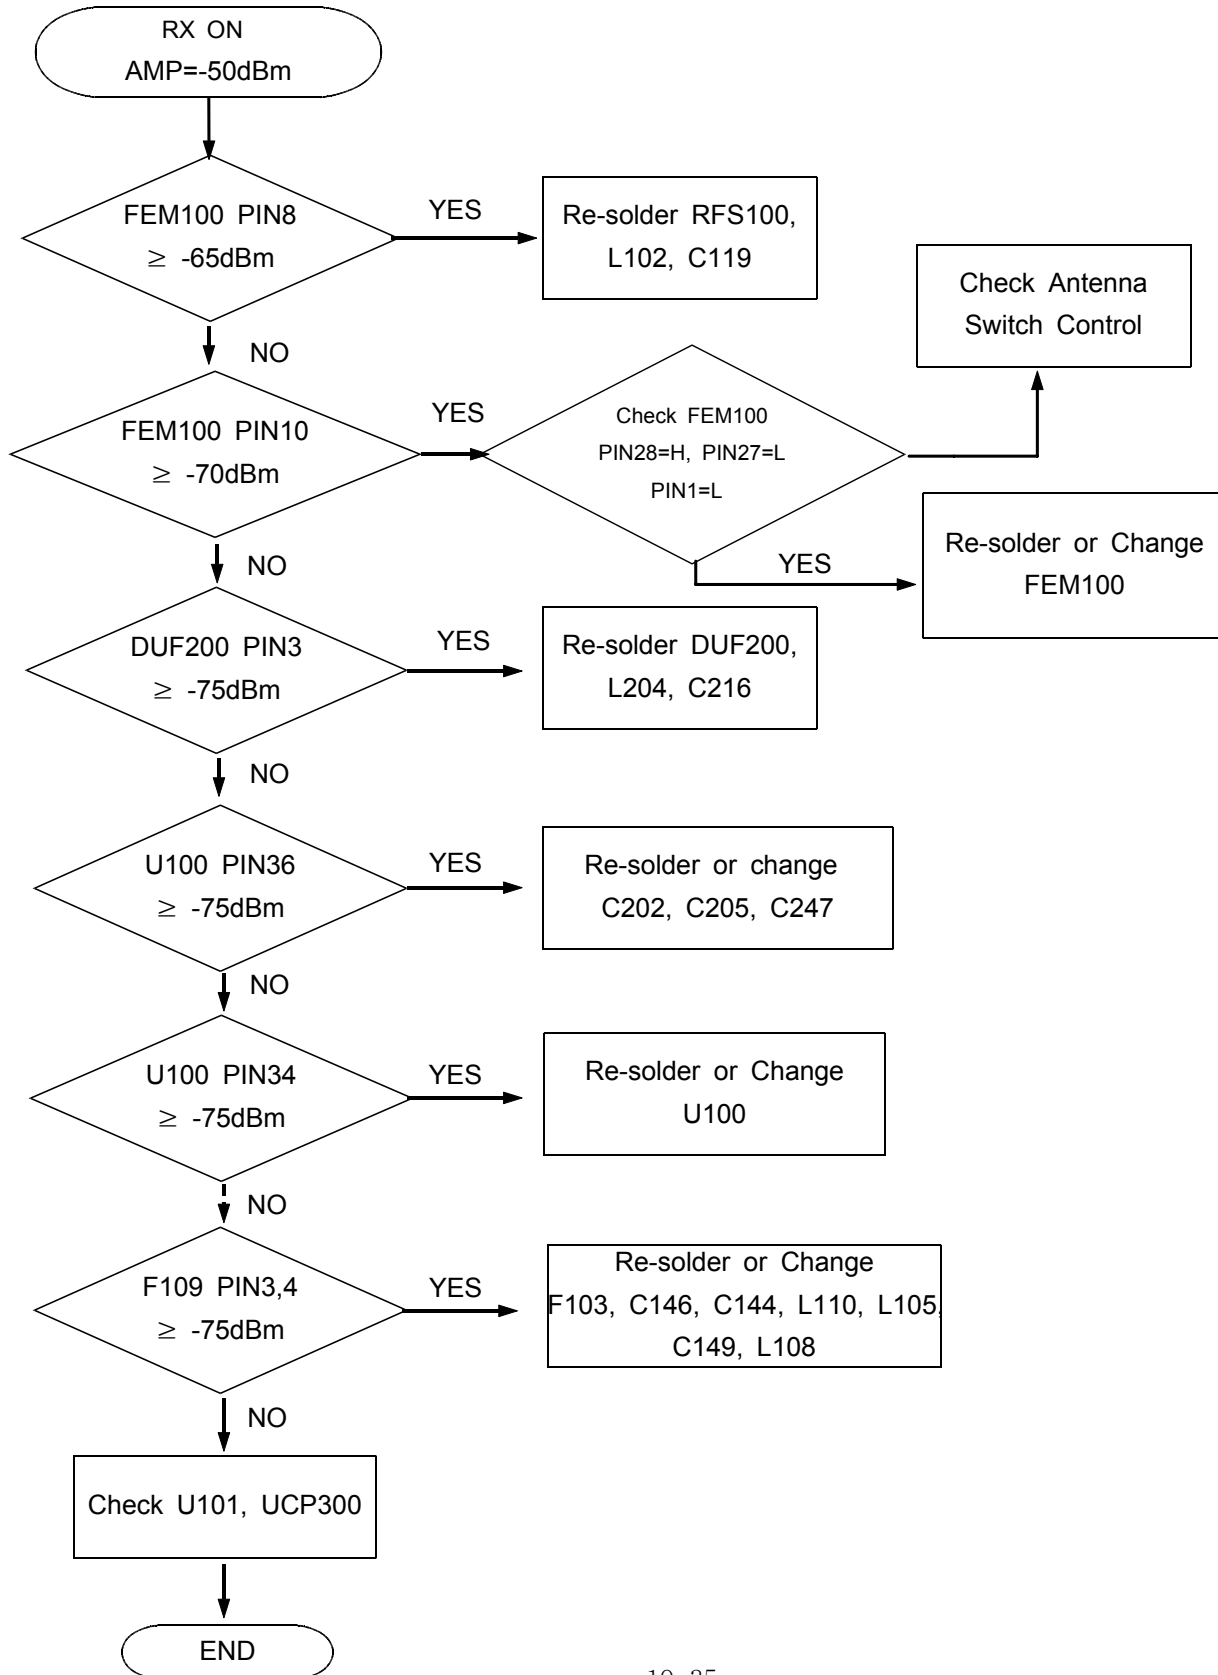 RX ON
AMP=-50dBm
FEM100 PIN8
≥ -65dBm
YES
Re-solder RFS100,
L102, C119
NO
Check Antenna
Switch Control
FEM100 PIN10
≥ -70dBm
YES
Check FEM100
PIN28=H, PIN27=L
PIN1=L
YES
Re-solder or Change
FEM100
NO
DUF200 PIN3
≥ -75dBm
YES
Re-solder DUF200,
L204, C216
NO
U100 PIN36
≥ -75dBm
YES
Re-solder or change
C202, C205, C247
NO
U100 PIN34
≥ -75dBm
YES
Re-solder or Change
U100
NO
F109 PIN3,4
≥ -75dBm
YES
Re-solder or Change
F103, C146, C144, L110, L105,
C149, L108
NO
Check U101, UCP300
END